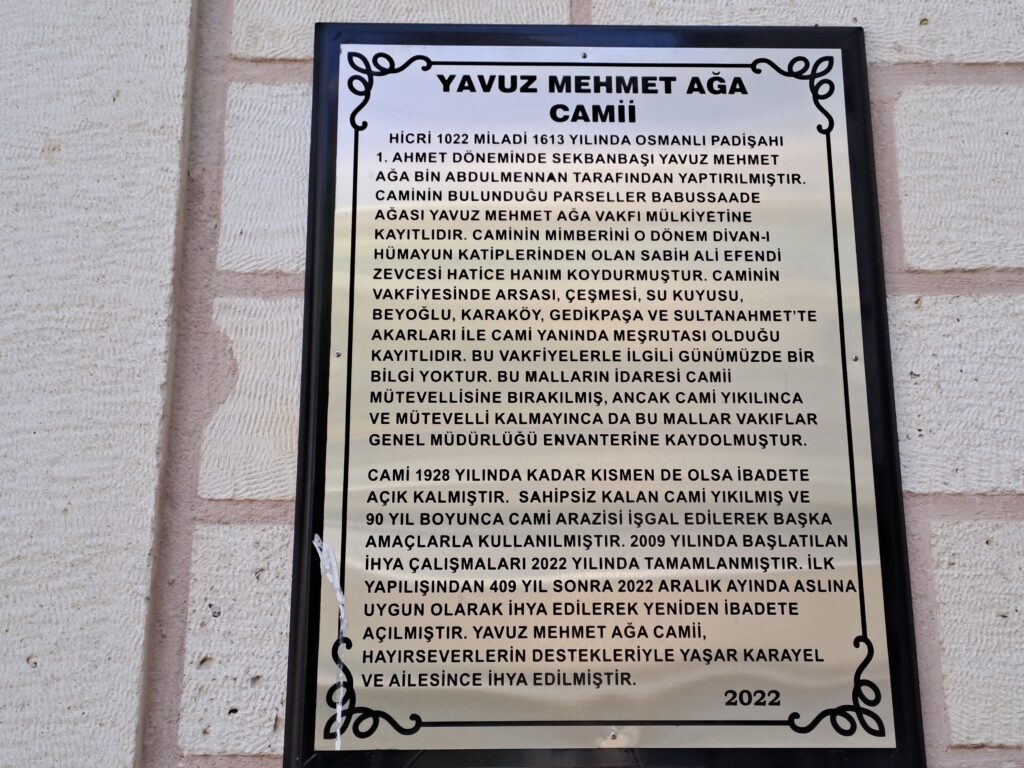 YAVUZ MEHMET AĞA
CAMİİ
HİCRİ 1022 MİLADİ 1613 YILINDA OSMANLI PADİŞAHI
1. AHMET DÖNEMİNDE SEKBANBAŞI YAVUZ MEHMET
AĞA BİN ABDULMENNAN TARAFINDAN YAPTIRILMIŞTIR.
CAMİNİN BULUNDUĞU PARSELLER BABUSSAADE
AĞASI YAVUZ MEHMET AĞA VAKFI MÜLKİYETİNE
KAYITLIDIR. CAMİNİN MİMBERİNİ O DÖNEM DİVAN-I
HÜMAYUN KATİPLERİNDEN OLAN SABİH ALİ EFENDİ
ZEVCESİ HATİCE HANIM KOYDURMUŞTUR. CAMİNİN
VAKFİYESİNDE ARSASI, ÇEŞMESİ, SU KUYUSU,
BEYOĞLU, KARAKÖY, GEDİKPAŞA VE SULTANAHMET'TE
AKARLARI İLE CAMİ YANINDA MEŞRUTASI OLDUĞU
KAYITLIDIR. BU VAKFİYELERLE İLGİLİ GÜNÜMÜZDE BİR
BİLGİ YOKTUR. BU MALLARIN İDARESİ CAMİİ
MÜTEVELLİSİNE BIRAKILMIŞ, ANCAK CAMİ YIKILINCA
VE MÜTEVELLİ KALMAYINCA DA BU MALLAR VAKIFLAR
GENEL MÜDÜRLÜĞÜ ENVANTERİNE KAYDOLMUŞTUR.
CAMİ 1928 YILINDA KADAR KISMEN DE OLSA İBADETE
AÇIK KALMIŞTIR. SAHİPSİZ KALAN CAMİ YIKILMIŞ VE
90 YIL BOYUNCA CAMİ ARAZİSİ İŞGAL EDİLEREK BAŞKA
AMAÇLARLA KULLANILMIŞTIR. 2009 YILINDA BAŞLATILAN
İHYA ÇALIŞMALARI 2022 YILINDA TAMAMLANMIŞTIR. İLK
YAPILIŞINDAN 409 YIL SONRA 2022 ARALIK AYINDA ASLINA
UYGUN OLARAK İHYA EDİLEREK YENİDEN İBADETE
AÇILMIŞTIR. YAVUZ MEHMET AĞA CAMİİ,
HAYIRSEVERLERİN DESTEKLERİYLE YAŞAR KARAYEL
VE AİLESİNCE İHYA EDİLMİŞTİR.
2022